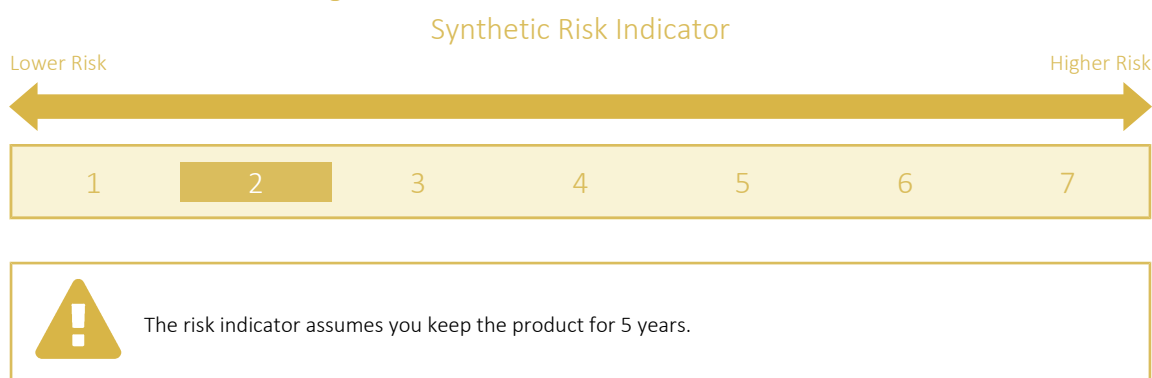 Synthetic Risk Indicator
Lower Risk Higher Risk
1 2 3 4 5 6 7
The risk indicator assumes you keep the product for 5 years.